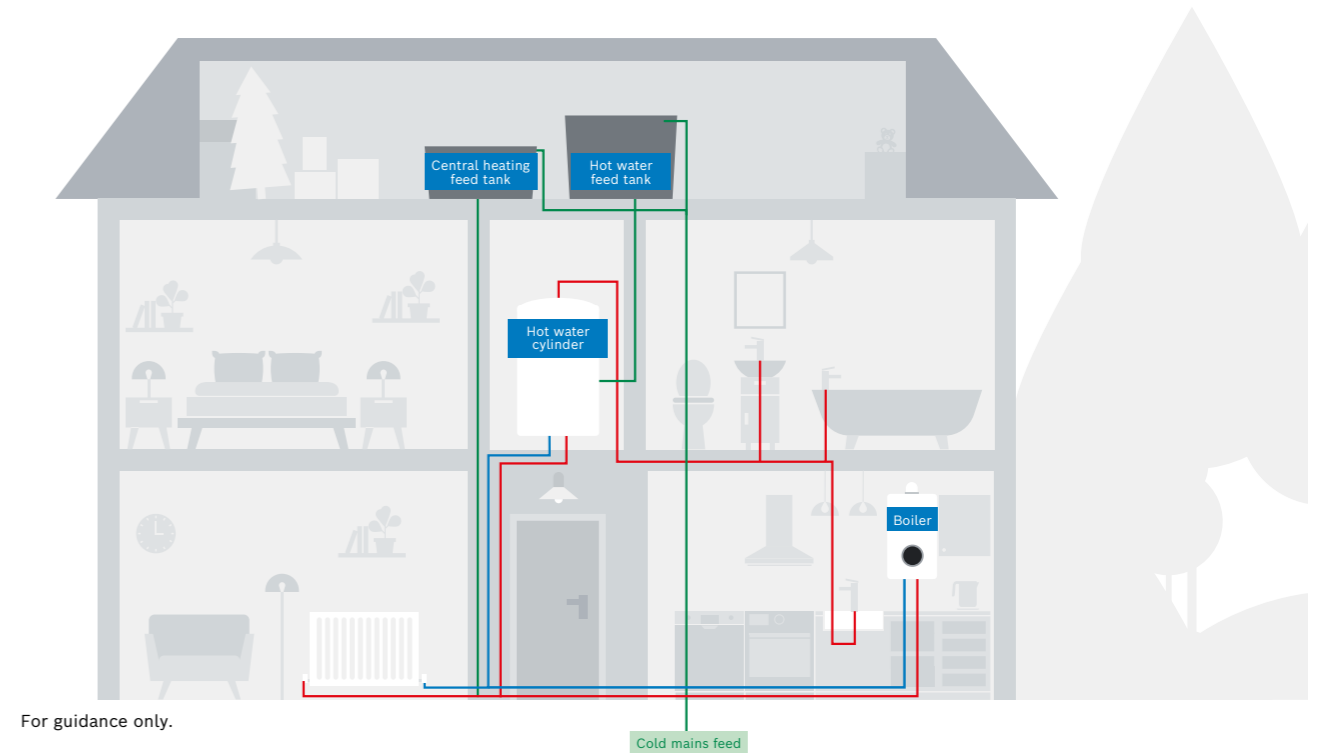 Central heating
feed tank
Hot water
feed tank
Hot water
cylinder
Boiler
For guidance only.
Cold mains feed